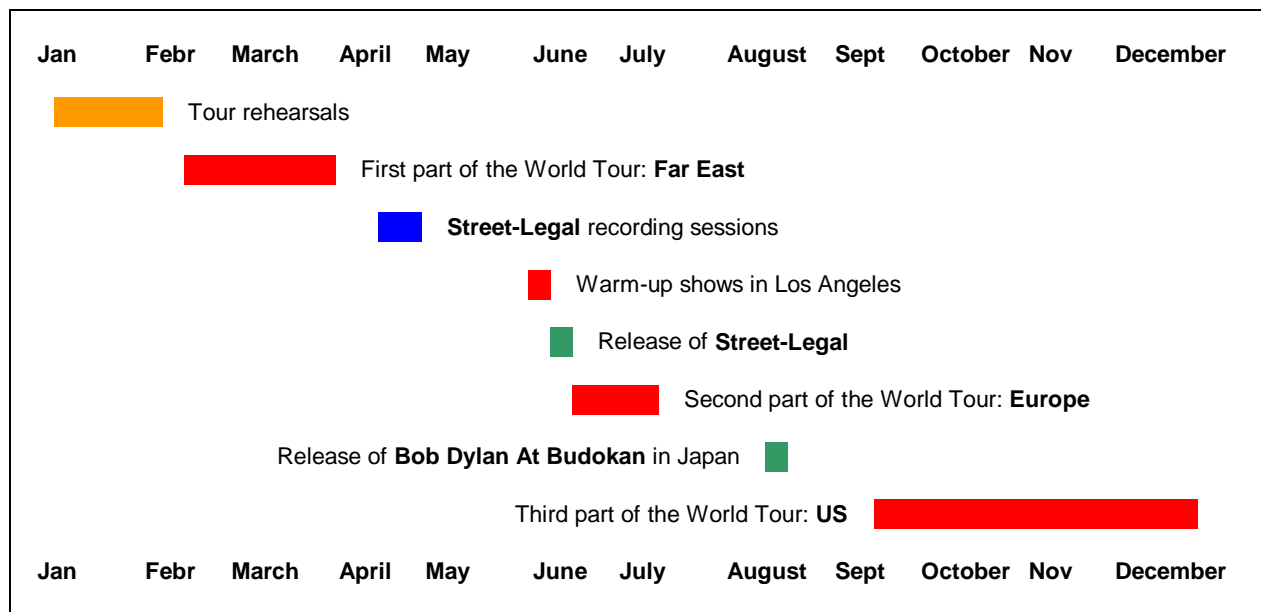 Jan Febr March April May June July August Sept October Nov December
Tour rehearsals
First part of the World Tour: Far East
Street-Legal recording sessions
Warm-up shows in Los Angeles
Release of Street-Legal
Second part of the World Tour: Europe
Release of Bob Dylan At Budokan in Japan
Third part of the World Tour: US
Jan Febr March April May June July August Sept October Nov December